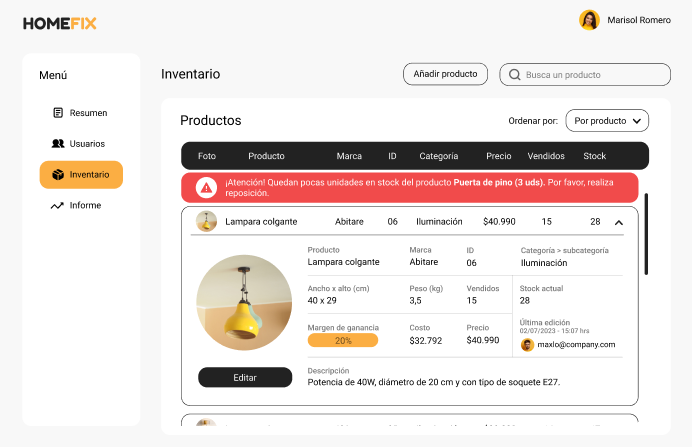 HOMEFIX
Marisol Romero
Menú
Resumen
Usuarios
Inventario
Informe
Inventario
Añadir producto
Busca un producto
Productos
Ordenar por:
Por producto
Foto Producto Marca ID Categoría Precio Vendidos Stock
¡Atención! Quedan pocas unidades en stock del producto Puerta de pino (3 uds). Por favor, realiza
reposición.
Lampara colgante Abitare 06 Iluminación $40.990 15 28
Producto Marca ID Categoría > subcategoría
Lampara colgante Abitare 06 Iluminación
Ancho x alto (cm) Peso (kg) Vendidos Stock actual
40 x 29 3,5 15 28
Margen de ganancia Costo Precio
20% $32.792 $40.990
Última edición
02/07/2023 - 15:07 hrs
maxlo@company.com
Editar
Descripción
Potencia de 40W, diámetro de 20 cm y con tipo de soquete E27.